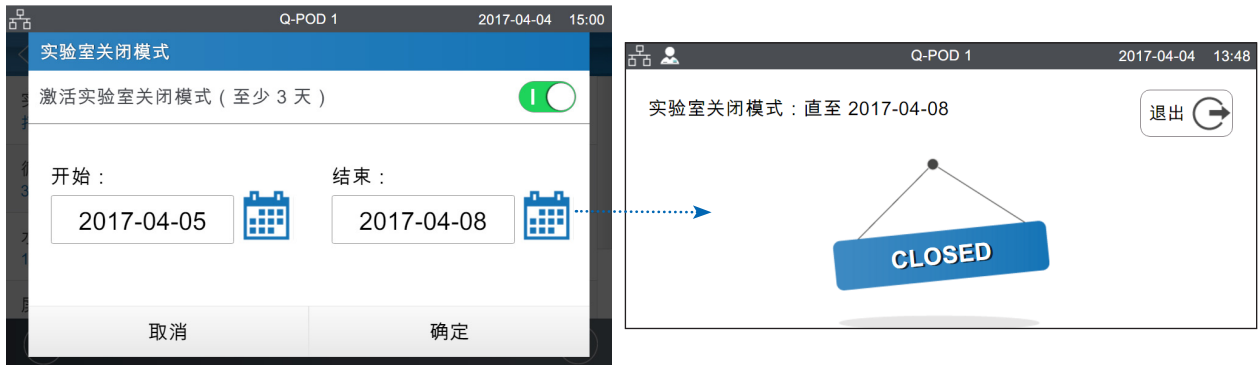 Q-POD 1 2017-04-04 15:00
实验室关闭模式
激活实验室关闭模式（至少 3 天）
开始：
结束：
2017-04-05
2017-04-08
取消
确定
Q-POD 1 2017-04-04 13:48
实验室关闭模式：直至 2017-04-08
退出
CLOSED